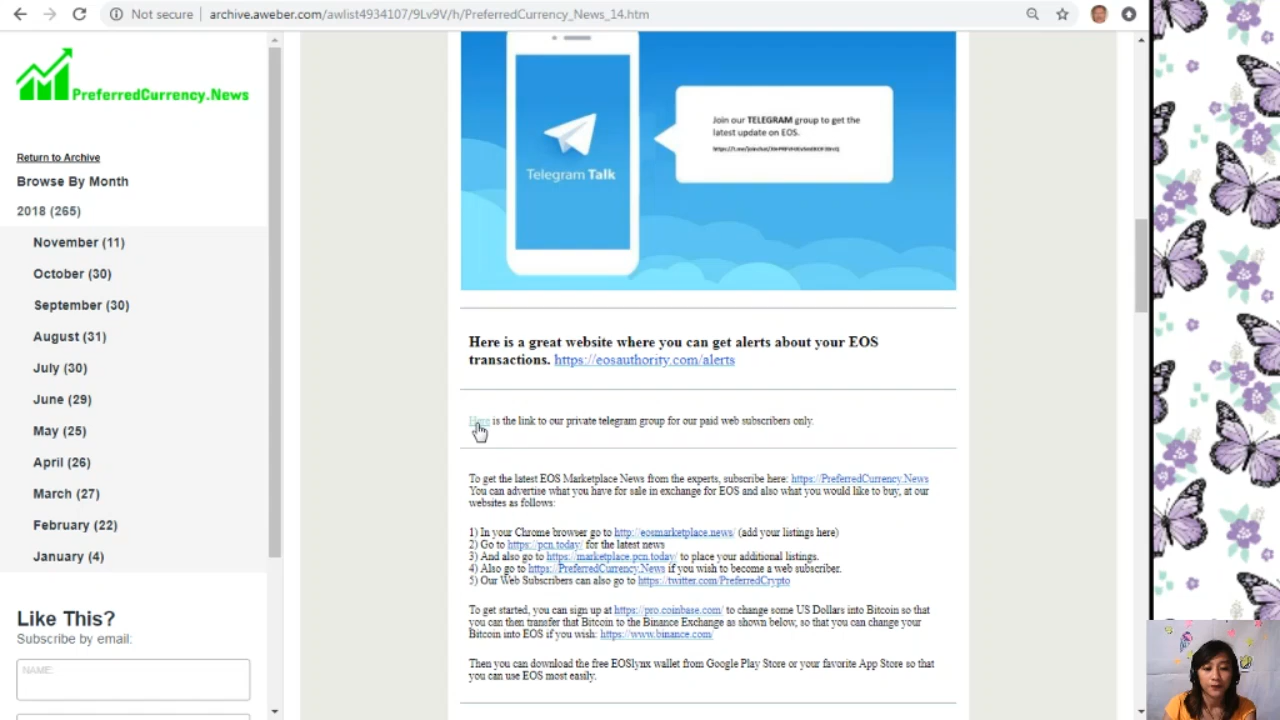 Not secure
archive.aweber.com/awlist4934107/9Lv9V/h/PreferredCurrency_News_14.htm
PreferredCurrency.News
Return to Archive
Browse By Month
2018 (265)
November (11)
October (30)
September (30)
August (31)
July (30)
June (29)
May (25)
April (26)
March (27)
February (22)
January (4)
Like This?
Subscribe by email:
NAME:
Telegram Talk
Join our TELEGRAM group to get the
latest update on EOS.
Here is a great website where you can get alerts about your EOS
transactions. https://eosauthority.com/alerts
Here is the link to our private telegram group for our paid web subscribers only.
To get the latest EOS Marketplace News from the experts, subscribe here: https://PreferredCurrency.News
You can advertise what you have for sale in exchange for EOS and also what you would like to buy, at our
websites as follows:
1) In your Chrome browser go to http://eosmarketplace.news/ (add your listings here)
2) Go to https://pcn.today/ for the latest news
3) And also go to https://marketplace.pcn.today/ to place your additional listings.
4) Also go to https://PreferredCurrency.News if you wish to become a web subscriber.
5) Our Web Subscribers can also go to https://twitter.com/PreferredCrypto
To get started, you can sign up at https://pro.coinbase.com/ to change some US Dollars into Bitcoin so that
you can then transfer that Bitcoin to the Binance Exchange as shown below, so that you can change your
Bitcoin into EOS if you wish: https://www.binance.com/
Then you can download the free EOSlynx wallet from Google Play Store or your favorite App Store so that
you can use EOS most easily.